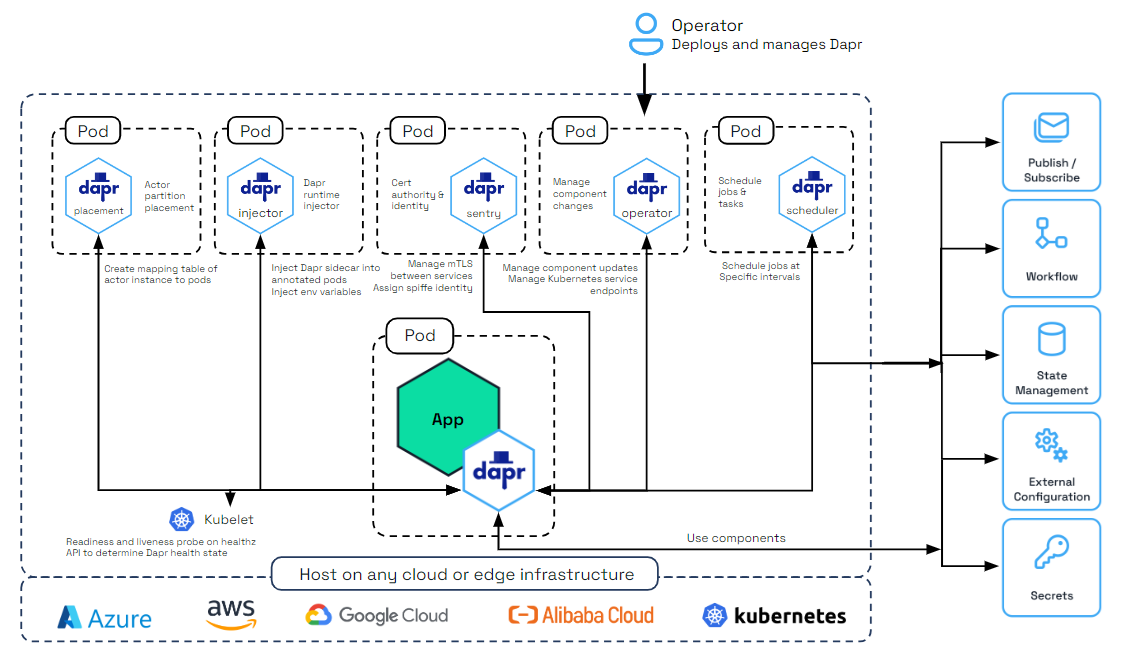 Operator
Deploys and manages Dapr
Pod
dapr
placement
Actor
partition
placement
Create mapping table of
actor instance to pods
Pod
dapr
injector
Dapr
runtime
injector
Inject Dapr sidecar into
annotated pods
Inject env variables
Pod
Cert
authority &
identity
dapr
sentry
Manage mTLS
between services
Assign spiffe identity
Pod
Manage
component
changes
dapr
operator
Manage component updates
Manage Kubernetes service
endpoints
Pod
Schedule
jobs &
tasks
dapr
scheduler
Schedule jobs at
Specific intervals
Pod
App
dapr
Kubelet
Readiness and liveness probe on healthz
API to determine Dapr health state
Use components
Publish /
Subscribe
Workflow
State
Management
External
Configuration
Secrets
Host on any cloud or edge infrastructure
Azure
aws
Google Cloud
Alibaba Cloud
kubernetes